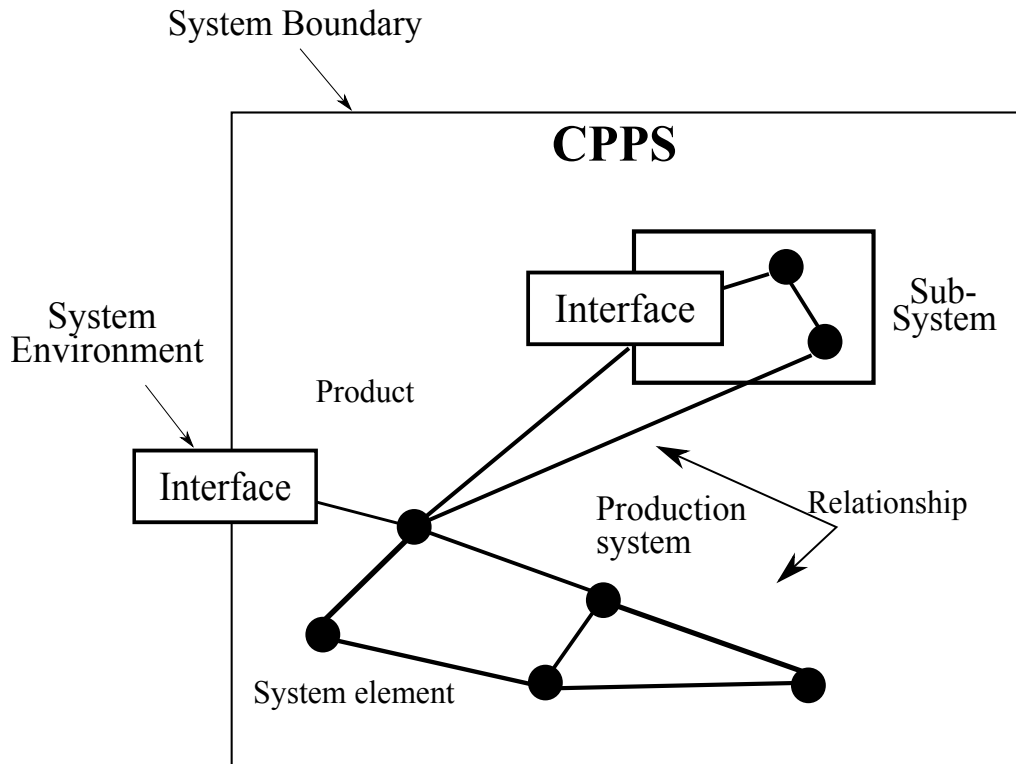 System Boundary
CPPS
Interface
Sub-
System
System
Environment
Product
Interface
Production
system
Relationship
System element